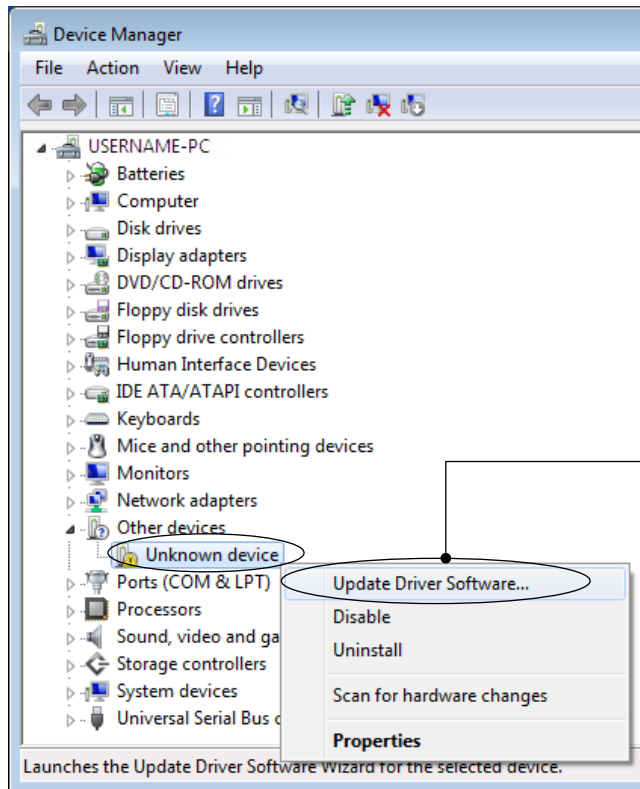 Device Manager
File Action View Help
USERNAME-PC
Batteries
Computer
Disk drives
Display adapters
DVD/CD-ROM drives
Floppy disk drives
Floppy drive controllers
Human Interface Devices
IDE ATA/ATAPI controllers
Keyboards
Mice and other pointing devices
Monitors
Network adapters
Other devices
Unknown device
Ports (COM & LPT)
Processors
Sound, video and ga
Storage controllers
System devices
Universal Serial Bus c
Update Driver Software...
Disable
Uninstall
Scan for hardware changes
Properties
Launches the Update Driver Software Wizard for the selected device.